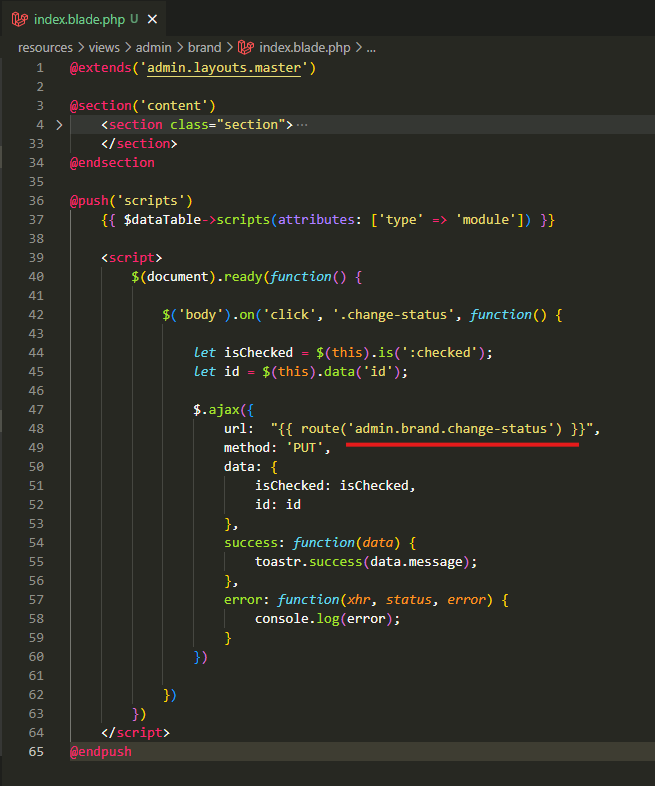 index.blade.php U ×
resources > views > admin > brand > index.blade.php > ...
1 @extends('admin.layouts.master')
2
3 @section('content')
4 > <section class="section"> ...
33 </section>
34 @endsection
35
36 @push('scripts')
37 {{ $dataTable->scripts(attributes: ['type' => 'module']) }}
38
39 <script>
40 $(document).ready(function() {
41
42 $('body').on('click', '.change-status', function() {
43
44 let isChecked = $(this).is(':checked');
45 let id = $(this).data('id');
46
47 $.ajax({
48 url:  "{{ route('admin.brand.change-status') }}",
49 method: 'PUT',
50 data: {
51 isChecked: isChecked,
52 id: id
53 },
54 success: function(data) {
55 toastr.success(data.message);
56 },
57 error: function(xhr, status, error) {
58 console.log(error);
59 }
60 })
61
62 })
63 })
64 </script>
65 @endpush